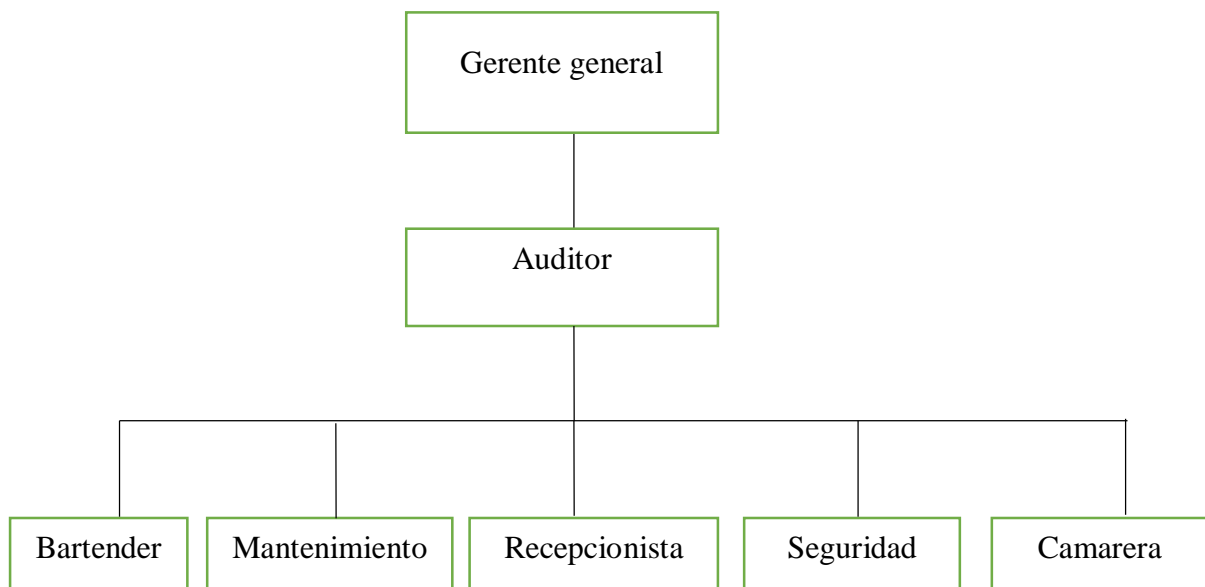 Gerente general
Auditor
Bartender
Mantenimiento
Recepcionista
Seguridad
Camarera